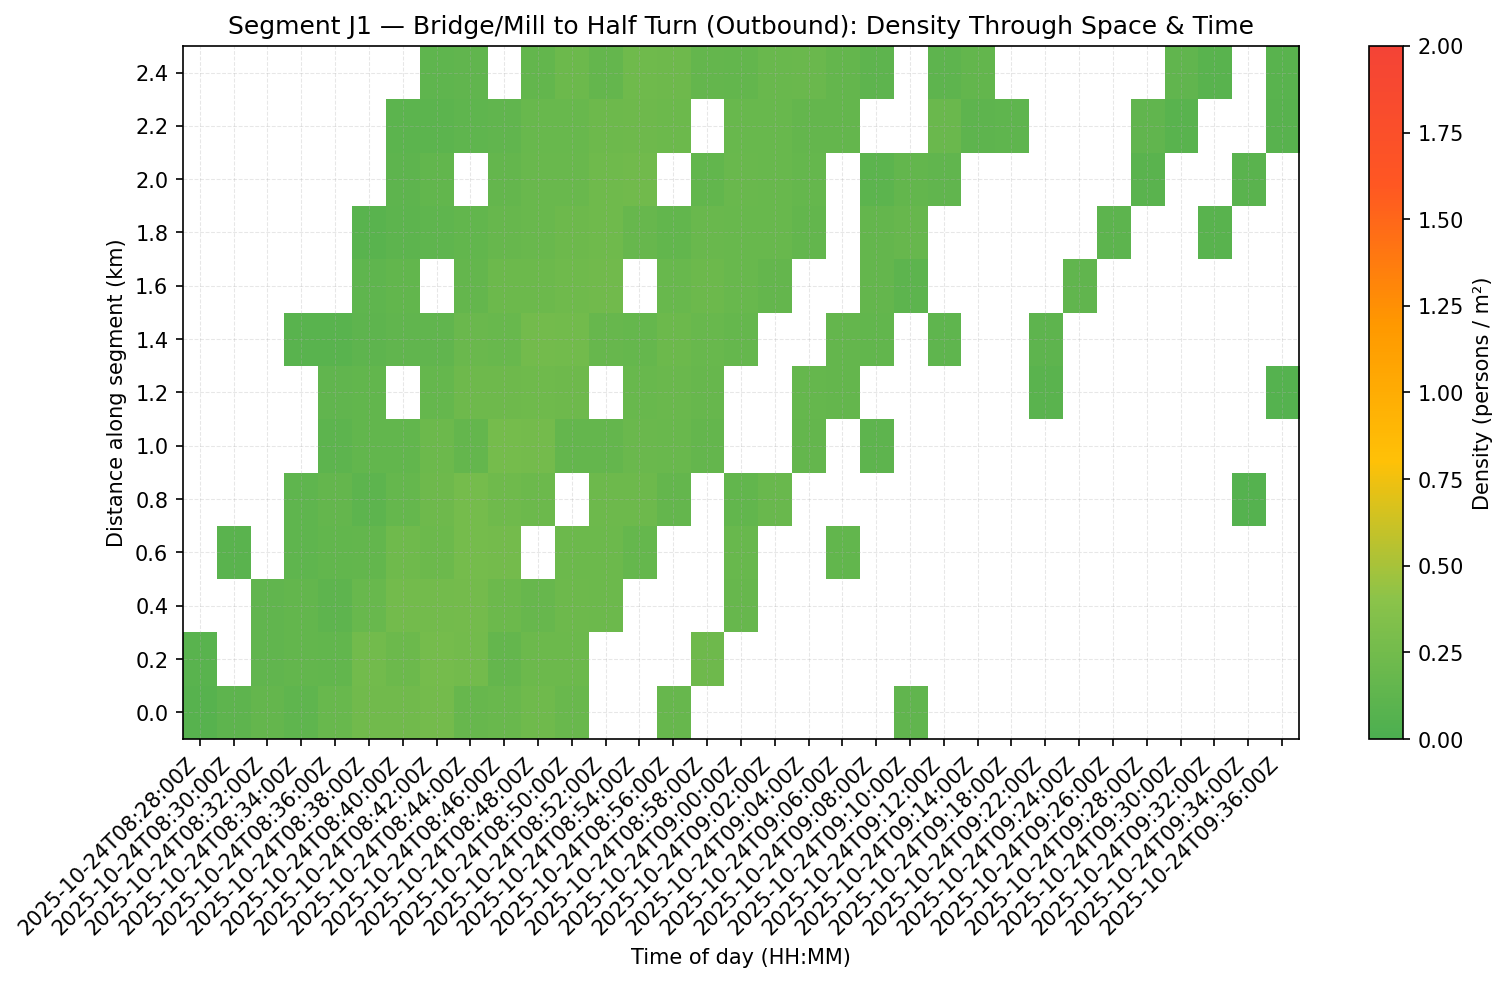 Segment J1 — Bridge/Mill to Half Turn (Outbound): Density Through Space & Time
Distance along segment (km)
2.4
2.2
2.0
1.8
1.6
1.4
1.2
1.0
0.8
0.6
0.4
0.2
0.0
2025-10-24T08:28:00Z
2025-10-24T08:30:00Z
2025-10-24T08:32:00Z
2025-10-24T08:34:00Z
2025-10-24T08:36:00Z
2025-10-24T08:38:00Z
2025-10-24T08:40:00Z
2025-10-24T08:42:00Z
2025-10-24T08:44:00Z
2025-10-24T08:46:00Z
2025-10-24T08:48:00Z
2025-10-24T08:50:00Z
2025-10-24T08:52:00Z
2025-10-24T08:54:00Z
2025-10-24T08:56:00Z
2025-10-24T08:58:00Z
2025-10-24T09:00:00Z
2025-10-24T09:02:00Z
2025-10-24T09:04:00Z
2025-10-24T09:06:00Z
2025-10-24T09:08:00Z
2025-10-24T09:10:00Z
2025-10-24T09:12:00Z
2025-10-24T09:14:00Z
2025-10-24T09:18:00Z
2025-10-24T09:22:00Z
2025-10-24T09:24:00Z
2025-10-24T09:26:00Z
2025-10-24T09:28:00Z
2025-10-24T09:30:00Z
2025-10-24T09:32:00Z
2025-10-24T09:34:00Z
2025-10-24T09:36:00Z
Time of day (HH:MM)
2.00
1.75
1.50
1.25
1.00
0.75
0.50
0.25
0.00
Density (persons / m²)